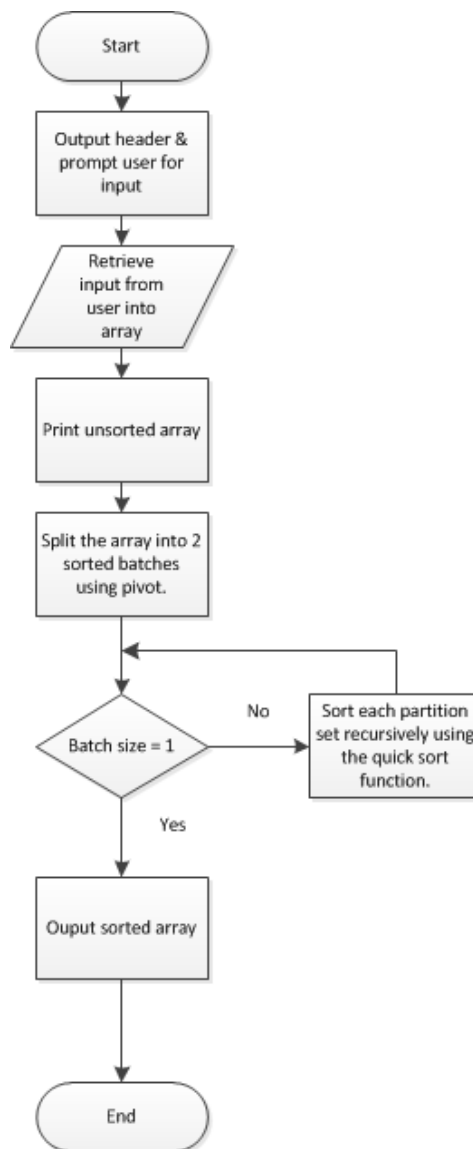 Start
Output header &
prompt user for
input
Retrieve
input from
user into
array
Print unsorted array
Split the array into 2
sorted batches
using pivot.
Batch size = 1
No
Sort each partition
set recursively using
the quick sort
function.
Yes
Ouput sorted array
End